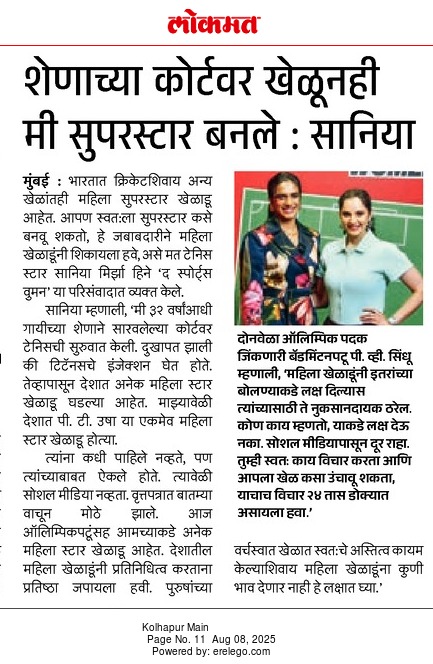 लोकमत
शेणाच्या कोर्टवर खेळूनही
मी सुपरस्टार बनले : सानिया
मुंबई : भारतात क्रिकेटशिवाय अन्य
खेळांतही महिला सुपरस्टार खेळाडू
आहेत. आपण स्वत:ला सुपरस्टार कसे
बनवू शकतो, हे जबाबदारीने महिला
खेळाडूंनी शिकायला हवे, असे मत टेनिस
स्टार सानिया मिर्झा हिने ‘द स्पोर्ट्स
वुमन’ या परिसंवादात व्यक्त केले.
सानिया म्हणाली, ‘मी ३२ वर्षांआधी
गायीच्या शेणाने सारवलेल्या कोर्टवर
टेनिसची सुरुवात केली. दुखापत झाली
की टिटॅनसचे इंजेक्शन घेत होते.
तेव्हापासून देशात अनेक महिला स्टार
खेळाडू घडल्या आहेत. माझ्यावेळी
देशात पी. टी. उषा या एकमेव महिला
स्टार खेळाडू होत्या.
त्यांना कधी पाहिले नव्हते, पण
त्यांच्याबाबत ऐकले होते. त्यावेळी
सोशल मीडिया नव्हता. वृत्तपत्रात बातम्या
वाचून मोठे झाले. आज
ऑलिम्पिकपटूंसह आमच्याकडे अनेक
महिला स्टार खेळाडू आहेत. देशातील
महिला खेळाडूंनी प्रतिनिधित्व करताना
प्रतिष्ठा जपायला हवी. पुरुषांच्या
दोनवेळा ऑलिम्पिक पदक
जिंकणारी बॅडमिंटनपटू पी. व्ही. सिंधू
म्हणाली, ‘महिला खेळाडूंनी इतरांच्या
बोलण्याकडे लक्ष दिल्यास
त्यांच्यासाठी ते नुकसानदायक ठरेल.
कोण काय म्हणतो, याकडे लक्ष देऊ
नका. सोशल मीडियापासून दूर राहा.
तुम्ही स्वत: काय विचार करता आणि
आपला खेळ कसा उंचावू शकता,
याचाच विचार २४ तास डोक्यात
असायला हवा.’
वर्चस्वात खेळात स्वत:चे अस्तित्व कायम
केल्याशिवाय महिला खेळाडूंना कुणी
भाव देणार नाही हे लक्षात घ्या.’
Kolhapur Main
Page No. 11 Aug 08, 2025
Powered by: erelego.com